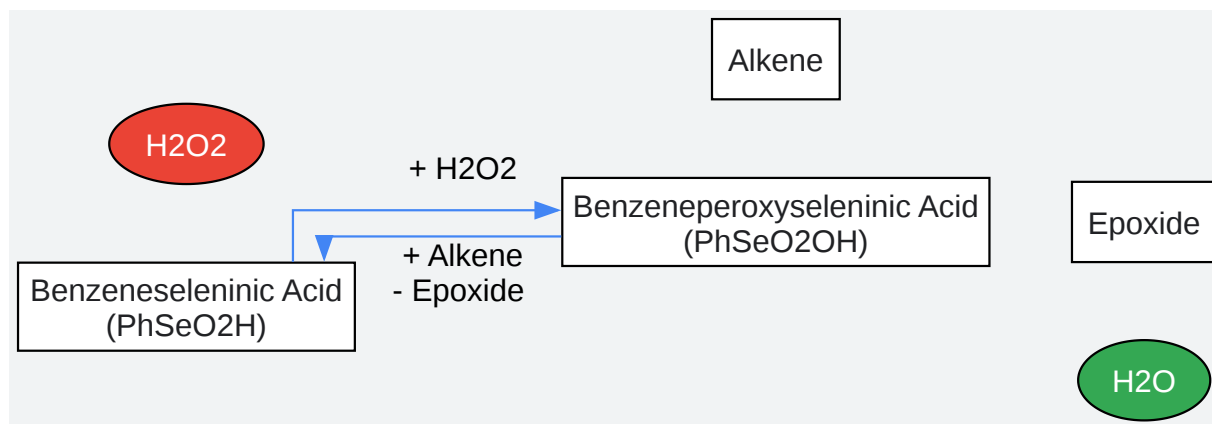 Alkene
H2O2
+ H2O2
Benzeneperoxyseleninic Acid
(PhSeO2OH)
Epoxide
+ Alkene
- Epoxide
Benzeneseleninic Acid
(PhSeO2H)
H2O